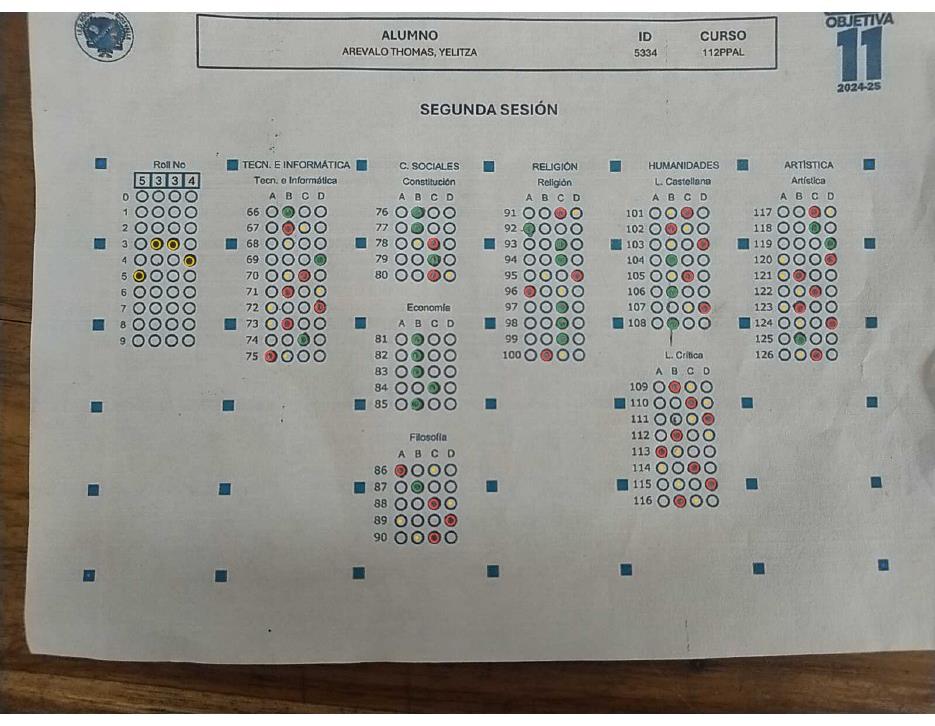 OBJETIVA
11
2024-25
ALUMNO ID CURSO
AREVALO THOMAS, YELITZA 5334 112PPAL
SEGUNDA SESIÓN
Roll No
5 3 3 4
0
1
2
3
4
5
6
7
8
9
TECN. E INFORMÁTICA
Tecn. e Informática
A B C D
66
67
68
69
70
71
72
73
74
75
C. SOCIALES
Constitución
A B C D
76
77
78
79
80
Economía
A B C D
81
82
83
84
85
Filosofía
A B C D
86
87
88
89
90
RELIGIÓN
Religión
A B C D
91
92
93
94
95
96
97
98
99
100
HUMANIDADES
L. Castellana
A B C D
101
102
103
104
105
106
107
108
L. Crítica
A B C D
109
110
111
112
113
114
115
116
ARTÍSTICA
Artística
A B C D
117
118
119
120
121
122
123
124
125
126